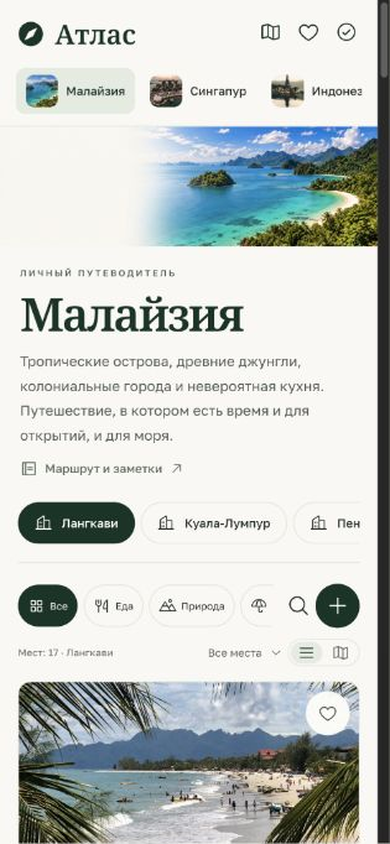 Атлас
Малайзия
Сингапур
Индонез
ЛИЧНЫЙ ПУТЕВОДИТЕЛЬ
Малайзия
Тропические острова, древние джунгли,
колониальные города и невероятная кухня.
Путешествие, в котором есть время и для
открытий, и для моря.
Маршрут и заметки ↗
Лангкави
Куала-Лумпур
Пен
Все
Еда
Природа
Мест: 17 · Лангкави
Все места